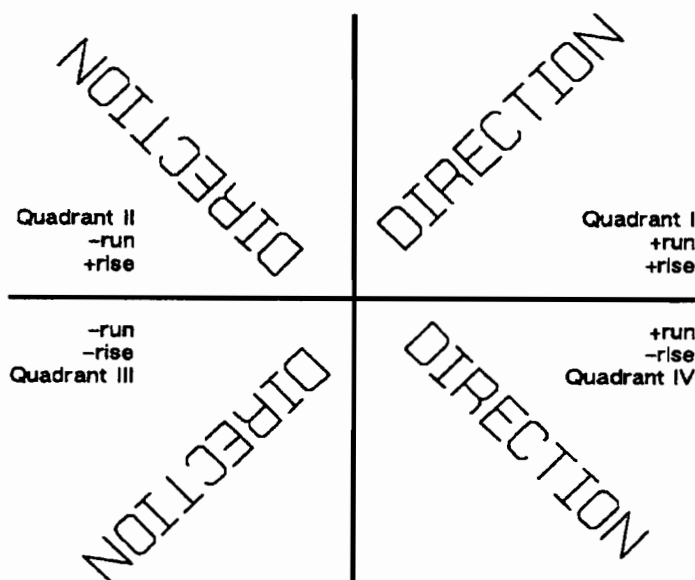 DIRECTION
DIRECTION
Quadrant II
-run
+rise
Quadrant I
+run
+rise
-run
-rise
Quadrant III
+run
-rise
Quadrant IV
DIRECTION
DIRECTION